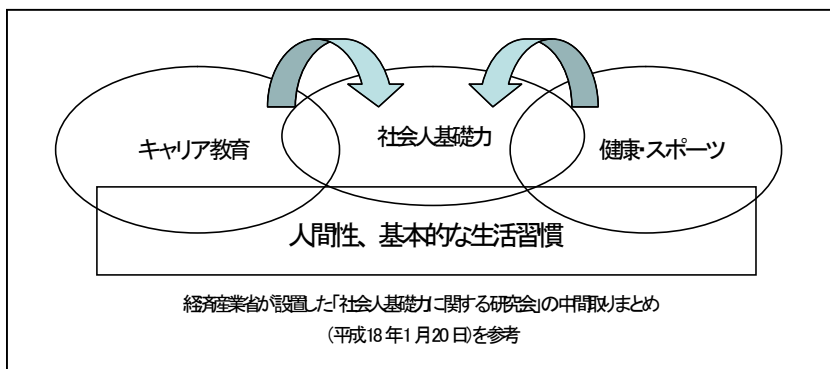 キャリア教育
社会人基礎力
健康・スポーツ
人間性、基本的な生活習慣
経済産業省が設置した「社会人基礎力に関する研究会」の中間取りまとめ
(平成18年1月20日)を参考